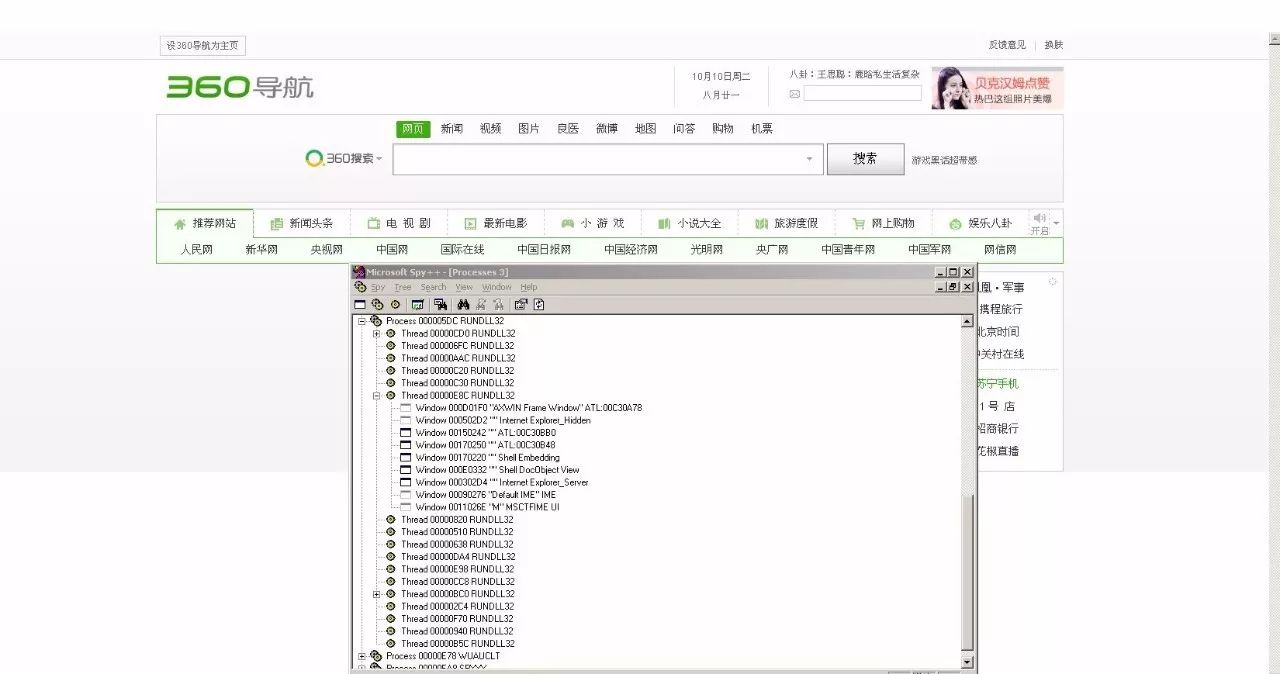 设360导航为主页
反馈意见 | 换肤
360导航
10月10日周二
八月廿一
八卦：王思聪：鹿晗私生活复杂
贝克汉姆点赞
热巴这组照片美爆
网页 新闻 视频 图片 良医 微博 地图 问答 购物 机票
360搜索
搜索
游戏黑话超带感
推荐网站 新闻头条 电 视 剧 最新电影 小 游 戏 小说大全 旅游度假 网上购物 娱乐八卦 开启
人民网 新华网 央视网 中国网 国际在线 中国日报网 中国经济网 光明网 央广网 中国青年网 中国军网 网信网
Microsoft Spy++ - [Processes 3]
Spy Tree Search View Window Help
凰·军事
携程旅行
北京时间
中关村在线
苏宁手机
1 号 店
招商银行
花椒直播
Process 000005DC RUNDLL32
Thread 00000CD0 RUNDLL32
Thread 000006FC RUNDLL32
Thread 00000AAC RUNDLL32
Thread 00000C20 RUNDLL32
Thread 00000C30 RUNDLL32
Thread 00000E8C RUNDLL32
Window 000D01F0 "AXWIN Frame Window" ATL:00C30A78
Window 000502D2 "" Internet Explorer_Hidden
Window 00150242 "" ATL:00C30BB0
Window 00170250 "" ATL:00C30B48
Window 00170220 "" Shell Embedding
Window 000E0332 "" Shell DocObject View
Window 000302D4 "" Internet Explorer_Server
Window 00090276 "Default IME" IME
Window 0011026E "M" MSCTFIME UI
Thread 00000820 RUNDLL32
Thread 00000510 RUNDLL32
Thread 00000638 RUNDLL32
Thread 00000DA4 RUNDLL32
Thread 00000E98 RUNDLL32
Thread 00000CC8 RUNDLL32
Thread 00000BC0 RUNDLL32
Thread 000002C4 RUNDLL32
Thread 00000F70 RUNDLL32
Thread 00000940 RUNDLL32
Thread 00000B5C RUNDLL32
Process 00000E78 WUAUCLT
Process 00000EA8 SPYXX